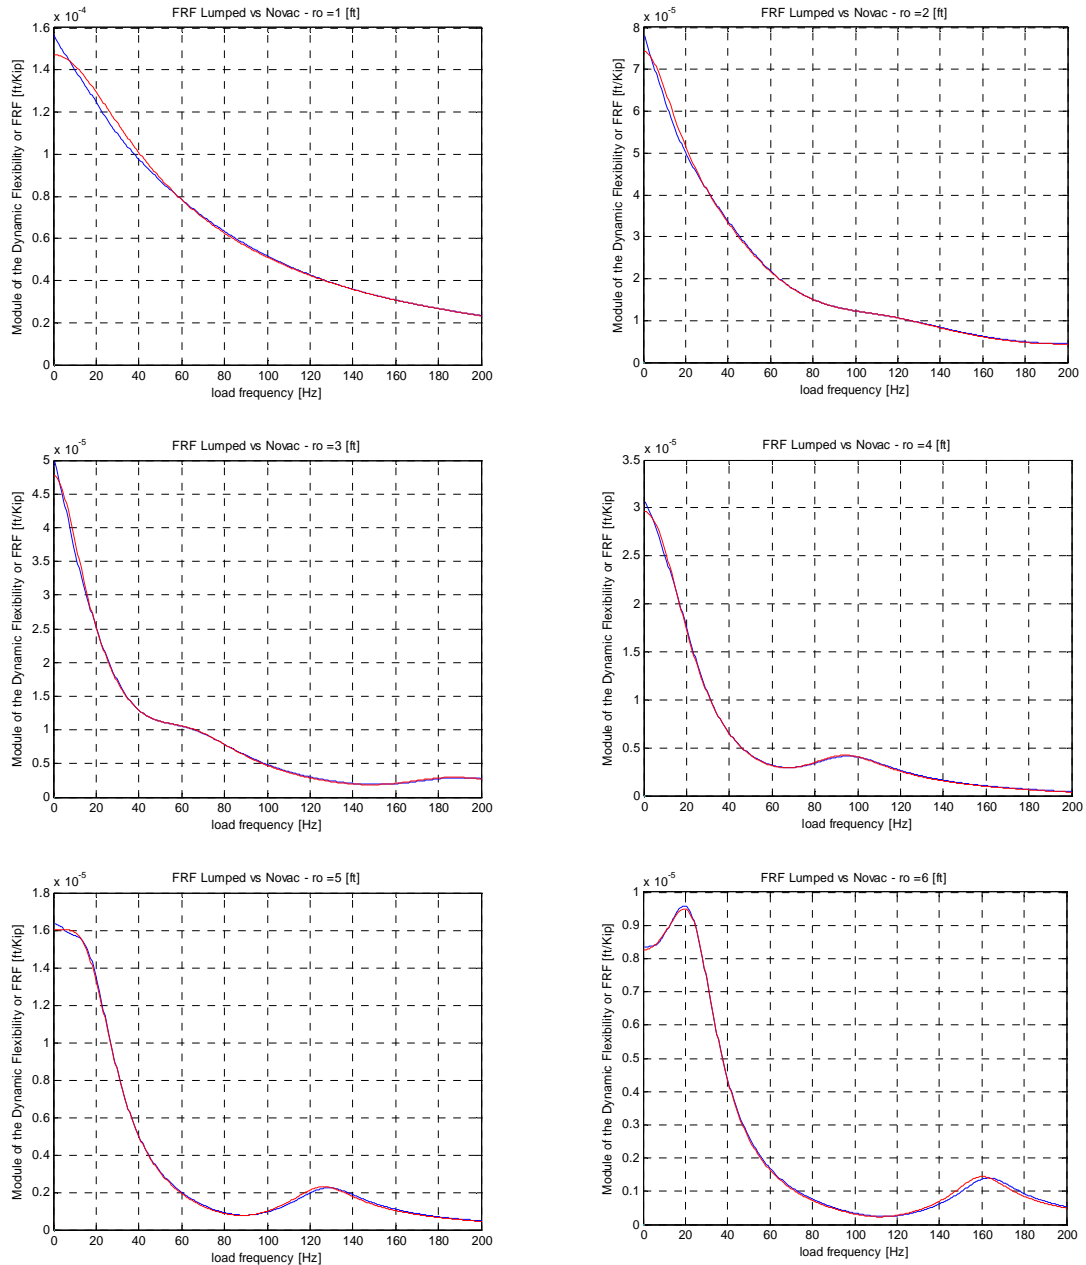 FRF Lumped vs Novac - ro =1 [ft]
x 10-4
Module of the Dynamic Flexibility or FRF [ft/Kip]
1.6
1.4
1.2
1
0.8
0.6
0.4
0.2
0
0 20 40 60 80 100 120 140 160 180 200
load frequency [Hz]
FRF Lumped vs Novac - ro =2 [ft]
x 10-5
Module of the Dynamic Flexibility or FRF [ft/Kip]
8
7
6
5
4
3
2
1
0
0 20 40 60 80 100 120 140 160 180 200
load frequency [Hz]
FRF Lumped vs Novac - ro =3 [ft]
x 10-5
Module of the Dynamic Flexibility or FRF [ft/Kip]
5
4.5
4
3.5
3
2.5
2
1.5
1
0.5
0
0 20 40 60 80 100 120 140 160 180 200
load frequency [Hz]
FRF Lumped vs Novac - ro =4 [ft]
x 10-5
Module of the Dynamic Flexibility or FRF [ft/Kip]
3.5
3
2.5
2
1.5
1
0.5
0
0 20 40 60 80 100 120 140 160 180 200
load frequency [Hz]
FRF Lumped vs Novac - ro =5 [ft]
x 10-5
Module of the Dynamic Flexibility or FRF [ft/Kip]
1.8
1.6
1.4
1.2
1
0.8
0.6
0.4
0.2
0
0 20 40 60 80 100 120 140 160 180 200
load frequency [Hz]
FRF Lumped vs Novac - ro =6 [ft]
x 10-5
Module of the Dynamic Flexibility or FRF [ft/Kip]
1
0.9
0.8
0.7
0.6
0.5
0.4
0.3
0.2
0.1
0
0 20 40 60 80 100 120 140 160 180 200
load frequency [Hz]